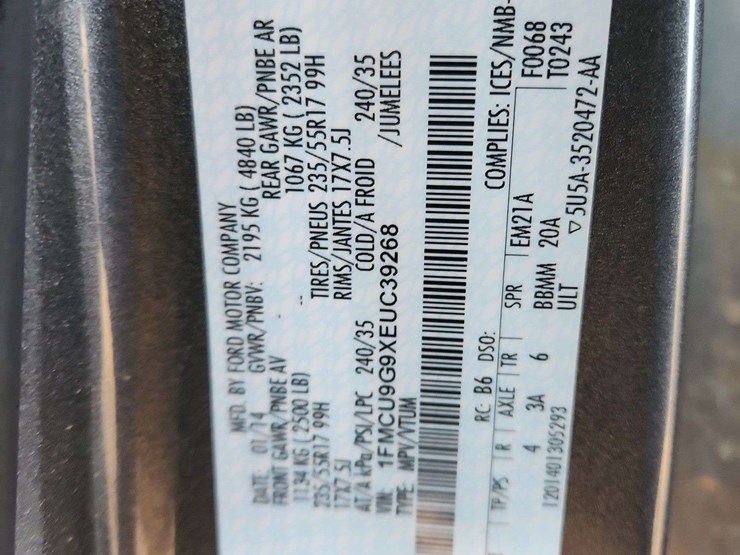 MFD. BY FORD MOTOR COMPANY
DATE 01/14 GVWR/PNBV: 2195 KG ( 4840 LB)
FRONT GAWR/PNBE AV REAR GAWR/PNBE AR
1134 KG ( 2500 LB) -- 1067 KG ( 2352 LB)
235/55R17 99H TIRES/PNEUS 235/55R17 99H
17X7.5J RIMS/JANTES 17X7.5J
AT/A kPa/PSI/LPC 240/35 COLD/A FROID 240/35
VIN: 1FMCU9G9XEUC39268 /JUMELEES
TYPE MPV/VTUM
RC: B6 DSO: COMPLIES: ICES/NMB-
TP/PS R AXLE TR SPR EM21A F0068
4 3A 6 BBMM 20A T0243
ULT ▽5U5A-3520472-AA
1201401305293